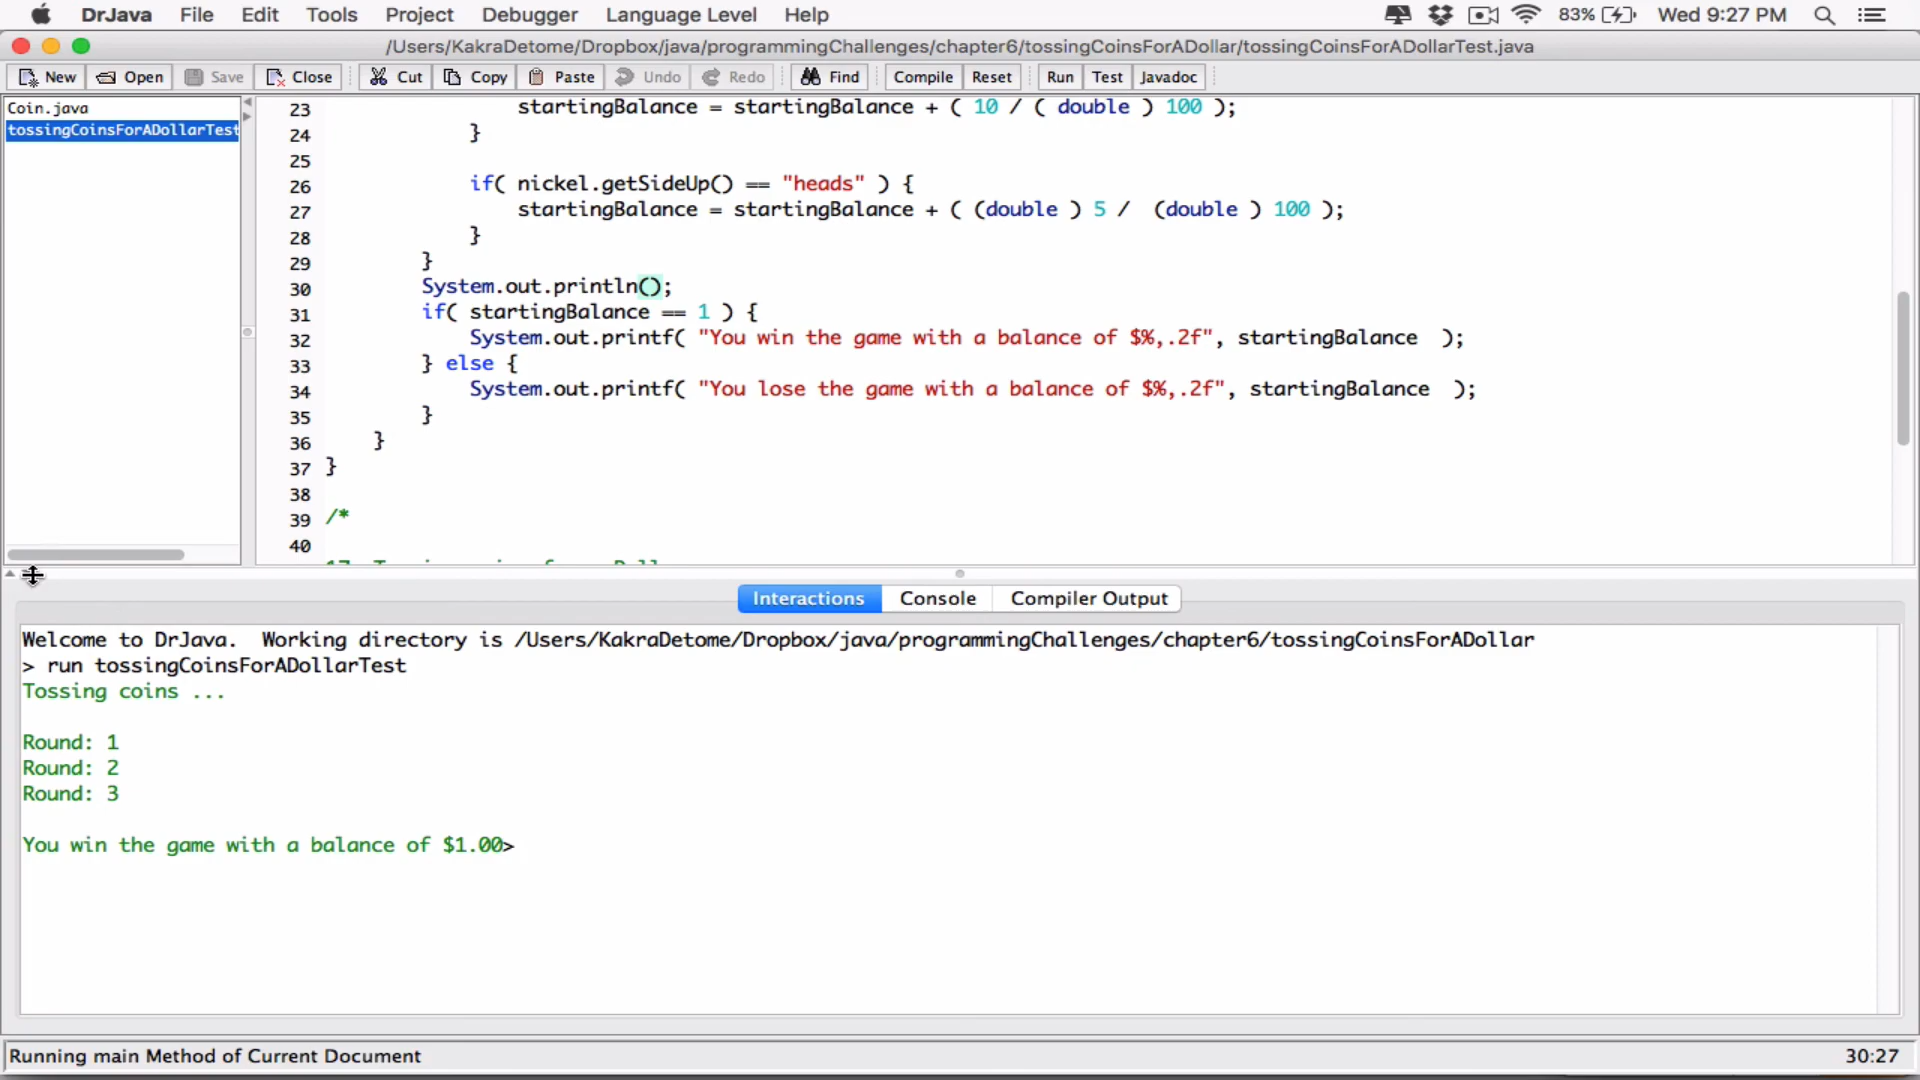 DrJava File Edit Tools Project Debugger Language Level Help 83% Wed 9:27 PM
/Users/KakraDetome/Dropbox/java/programmingChallenges/chapter6/tossingCoinsForADollar/tossingCoinsForADollarTest.java
New Open Save Close Cut Copy Paste Undo Redo Find Compile Reset Run Test Javadoc
Coin.java
tossingCoinsForADollarTest
23 startingBalance = startingBalance + ( 10 / ( double ) 100 );
24 }
25
26 if( nickel.getSideUp() == "heads" ) {
27 startingBalance = startingBalance + ( (double ) 5 /  (double ) 100 );
28 }
29 }
30 System.out.println();
31 if( startingBalance == 1 ) {
32 System.out.printf( "You win the game with a balance of $%,.2f", startingBalance  );
33 } else {
34 System.out.printf( "You lose the game with a balance of $%,.2f", startingBalance  );
35 }
36 }
37 }
38
39 /*
40
Interactions Console Compiler Output
Welcome to DrJava.  Working directory is /Users/KakraDetome/Dropbox/java/programmingChallenges/chapter6/tossingCoinsForADollar
> run tossingCoinsForADollarTest
Tossing coins ...
Round: 1
Round: 2
Round: 3
You win the game with a balance of $1.00>
Running main Method of Current Document 30:27